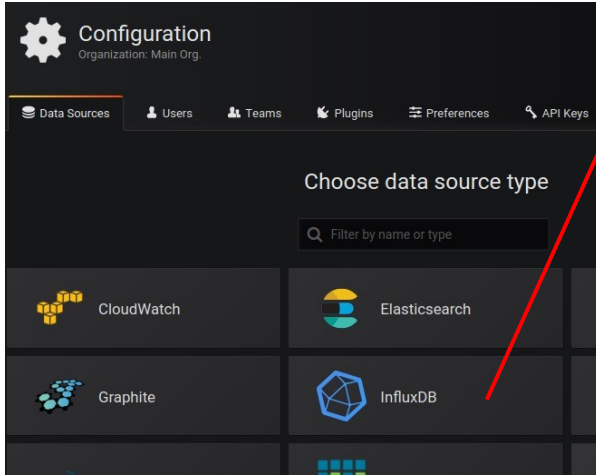 Configuration
Organization: Main Org.
Data Sources Users Teams Plugins Preferences API Keys
Choose data source type
Filter by name or type
CloudWatch Elasticsearch
Graphite InfluxDB